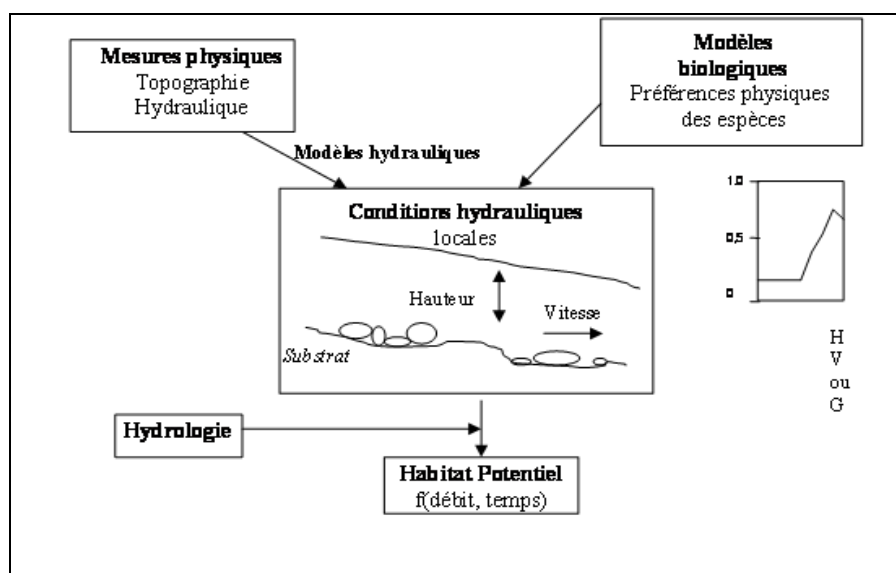 Mesures physiques
Topographie
Hydraulique
Modèles
biologiques
Préférences physiques
des espèces
Modèles hydrauliques
Conditions hydrauliques
locales
Hauteur
Vitesse
Substrat
1.0
0,5
0
H
V
ou
G
Hydrologie
Habitat Potentiel
f(débit, temps)